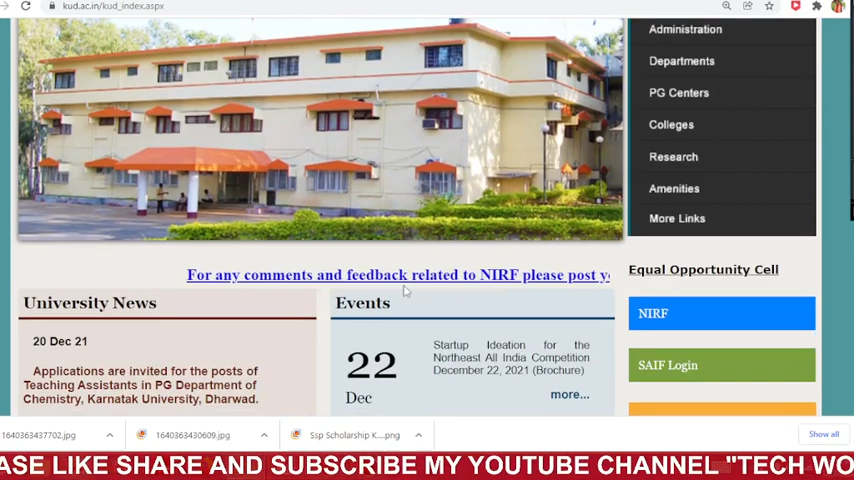 kud.ac.in/kud_index.aspx
Administration
Departments
PG Centers
Colleges
Research
Amenities
More Links
For any comments and feedback related to NIRF please post
Equal Opportunity Cell
University News
Events
NIRF
20 Dec 21
Applications are invited for the posts of
Teaching Assistants in PG Department of
Chemistry, Karnatak University, Dharwad.
22
Dec
Startup Ideation for the
Northeast All India Competition
December 22, 2021 (Brochure)
more...
SAIF Login
1640363437702.jpg
1640363430609.jpg
Ssp Scholarship K....png
Show all
ASE LIKE SHARE AND SUBSCRIBE MY YOUTUBE CHANNEL "TECH WO